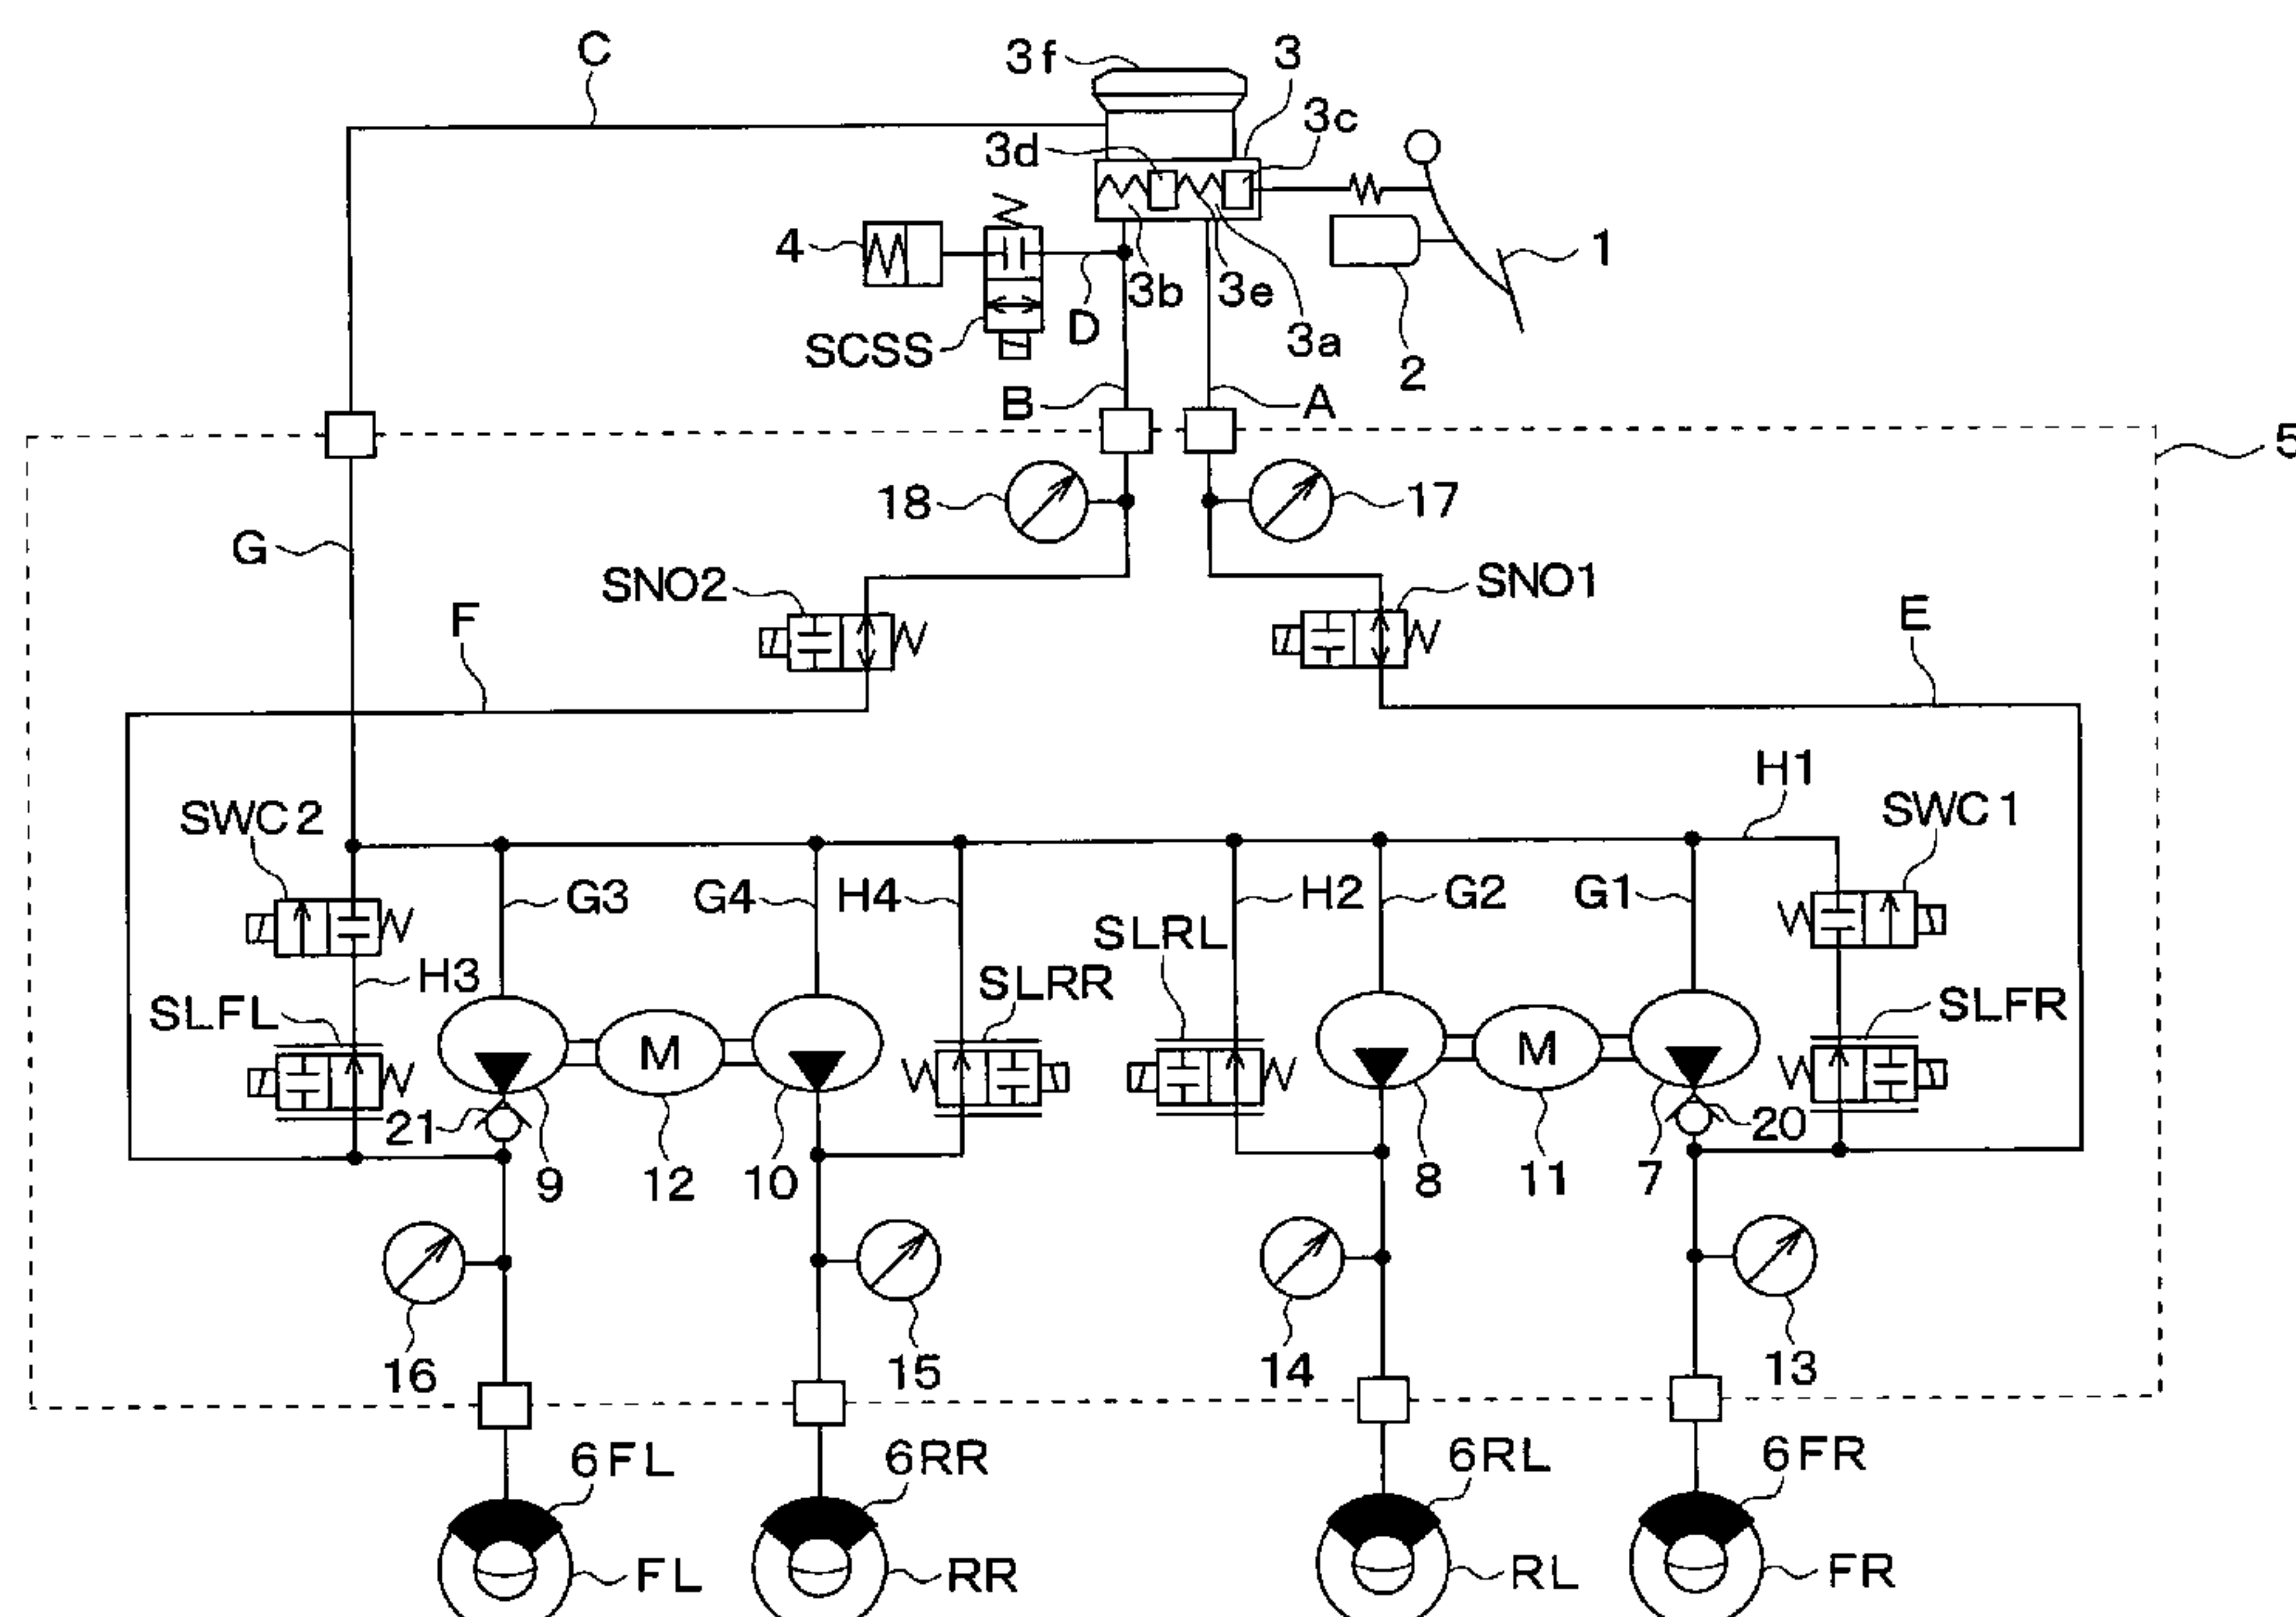 C
3f
3
3c
3d
4
1
3b
3e
D
SCSS
3a
2
B
A
5
18
17
G
SNO2
SNO1
F
E
H1
SWC2
SWC1
G3
G4
H4
H2
G2
G1
SLRL
H3
SLRR
SLFL
SLFR
M
M
21
20
9
12
10
8
11
7
16
15
14
13
6FL
6RR
6RL
6FR
FL
RR
RL
FR